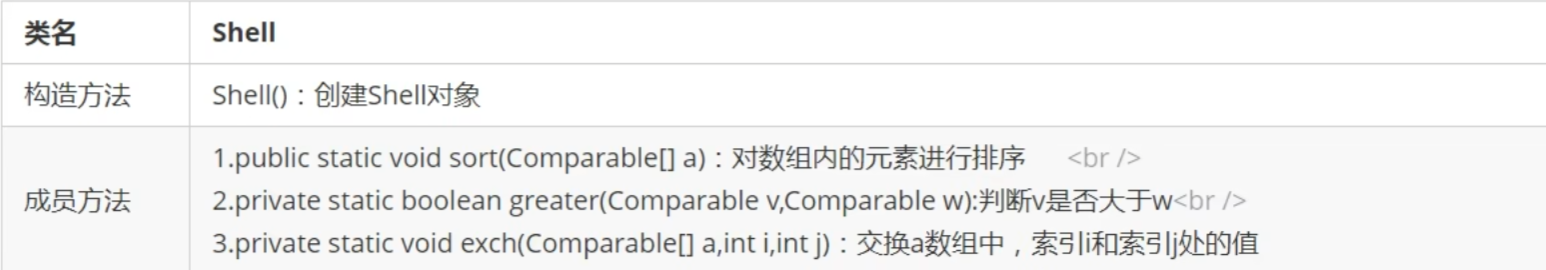 类名 Shell
构造方法 Shell()：创建Shell对象
成员方法
1.public static void sort(Comparable[] a)：对数组内的元素进行排序 <br />
2.private static boolean greater(Comparable v,Comparable w):判断v是否大于w<br />
3.private static void exch(Comparable[] a,int i,int j)：交换a数组中，索引i和索引j处的值